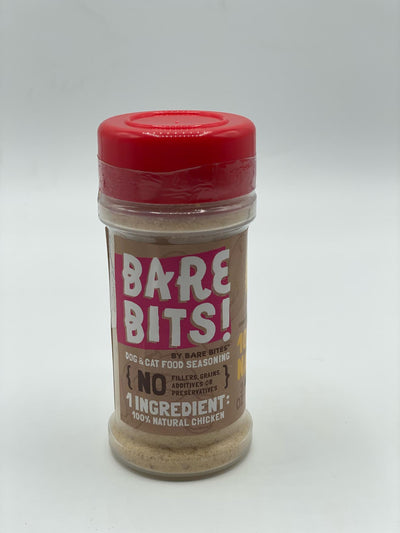 BARE
BITS!
BY BARE BITES
DOG & CAT FOOD SEASONING
{ NO } FILLERS, GRAINS,
ADDITIVES OR
PRESERVATIVES
1 INGREDIENT:
100% NATURAL CHICKEN